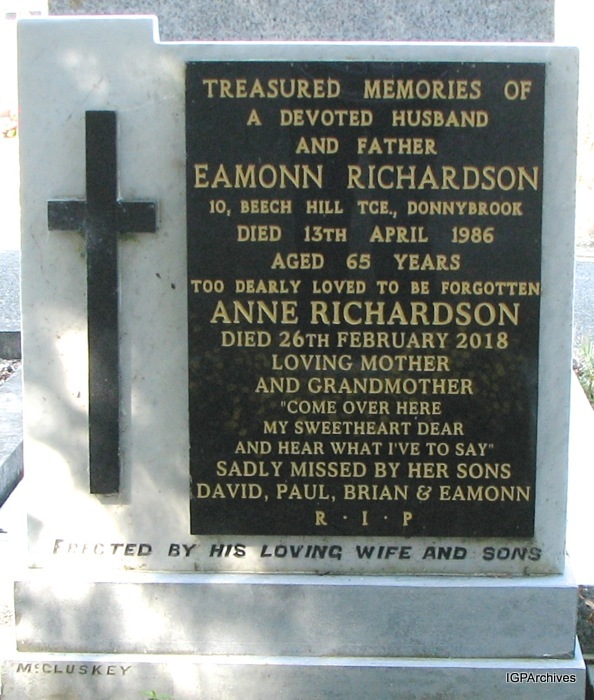 TREASURED MEMORIES OF
A DEVOTED HUSBAND
AND FATHER
EAMONN RICHARDSON
10, BEECH HILL TCE., DONNYBROOK
DIED 13TH APRIL 1986
AGED 65 YEARS
TOO DEARLY LOVED TO BE FORGOTTEN
ANNE RICHARDSON
DIED 26TH FEBRUARY 2018
LOVING MOTHER
AND GRANDMOTHER
"COME OVER HERE
MY SWEETHEART DEAR
AND HEAR WHAT I'VE TO SAY"
SADLY MISSED BY HER SONS
DAVID, PAUL, BRIAN & EAMONN
R · I · P
ERECTED BY HIS LOVING WIFE AND SONS
McCLUSKEY
IGPArchives